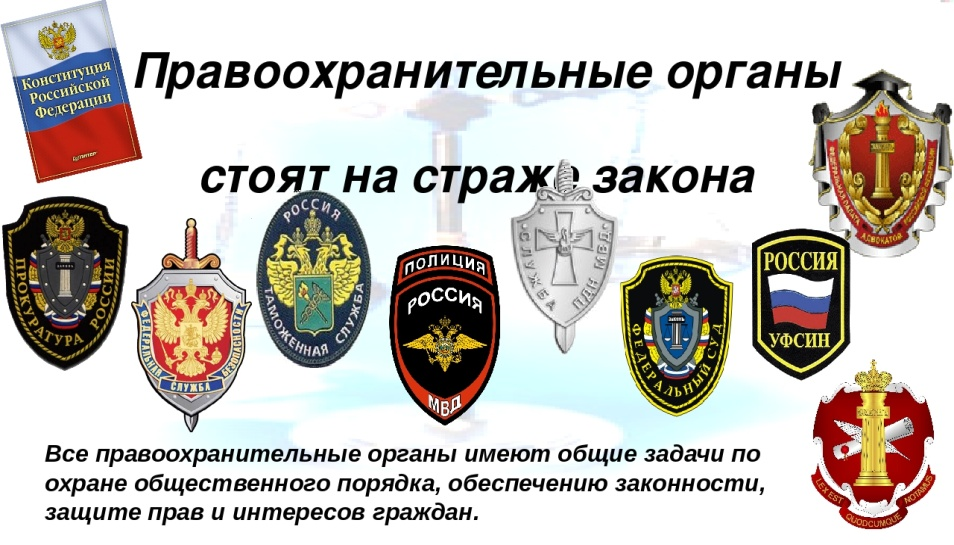 Конституция
Российской
Федерации
ПИТЕР
Правоохранительные органы
стоят на страже закона
ПРОКУРАТУРА РОССИИ
ФЕДЕРАЛЬНАЯ СЛУЖБА БЕЗОПАСНОСТИ
РОССИЯ
ТАМОЖЕННАЯ СЛУЖБА
ПОЛИЦИЯ
РОССИЯ
МВД
СЛУЖБА ПДН МВД
ЗАКОНЪ
ФЕДЕРАЛЬНЫЙ СУД
РОССИЯ
УФСИН
АДВОКАТОВ
LEX EST QUODCUMQUE NOTAMUS
Все правоохранительные органы имеют общие задачи по
охране общественного порядка, обеспечению законности,
защите прав и интересов граждан.